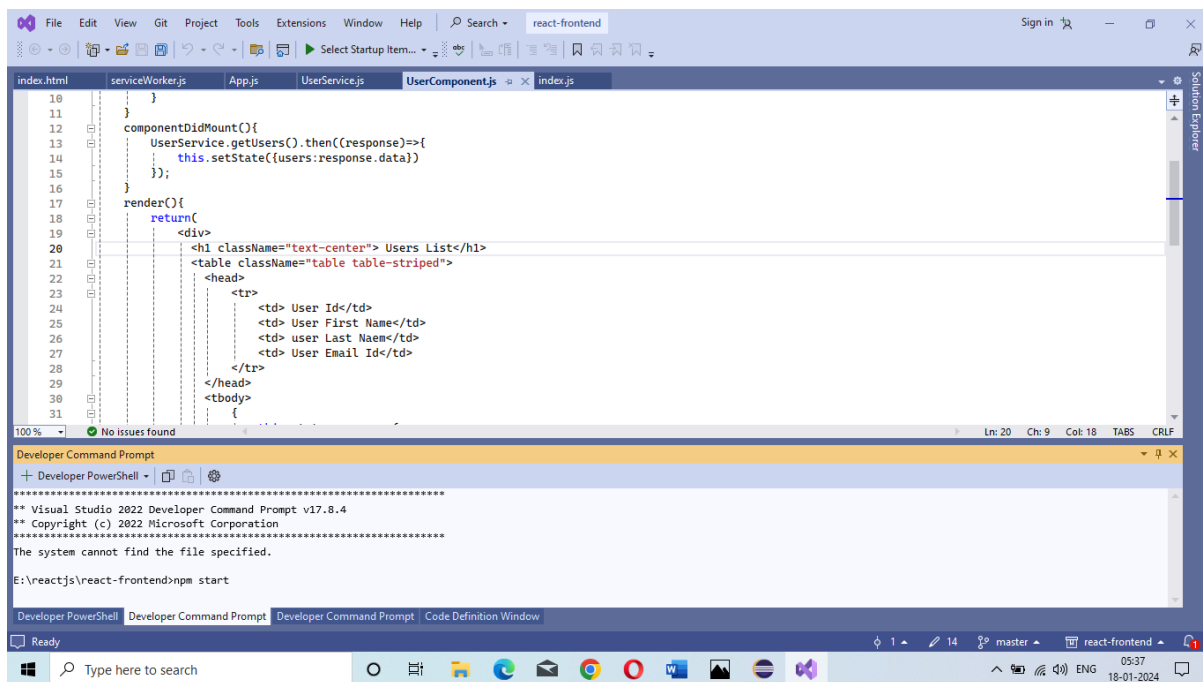 File Edit View Git Project Tools Extensions Window Help Search react-frontend Sign in
Select Startup Item...
index.html serviceWorker.js App.js UserService.js UserComponent.js index.js
Solution Explorer
10 }
11 }
12 componentDidMount(){
13 UserService.getUsers().then((response)=>{
14 this.setState({users:response.data})
15 });
16 }
17 render(){
18 return(
19 <div>
20 <h1 className="text-center"> Users List</h1>
21 <table className="table table-striped">
22 <head>
23 <tr>
24 <td> User Id</td>
25 <td> User First Name</td>
26 <td> user Last Naem</td>
27 <td> User Email Id</td>
28 </tr>
29 </head>
30 <tbody>
31 {
100 % No issues found Ln: 20 Ch: 9 Col: 18 TABS CRLF
Developer Command Prompt
+ Developer PowerShell
**********************************************************************
** Visual Studio 2022 Developer Command Prompt v17.8.4
** Copyright (c) 2022 Microsoft Corporation
**********************************************************************
The system cannot find the file specified.
E:\reactjs\react-frontend>npm start
Developer PowerShell Developer Command Prompt Developer Command Prompt Code Definition Window
Ready 1 14 master react-frontend 1
Type here to search ENG 05:37
18-01-2024